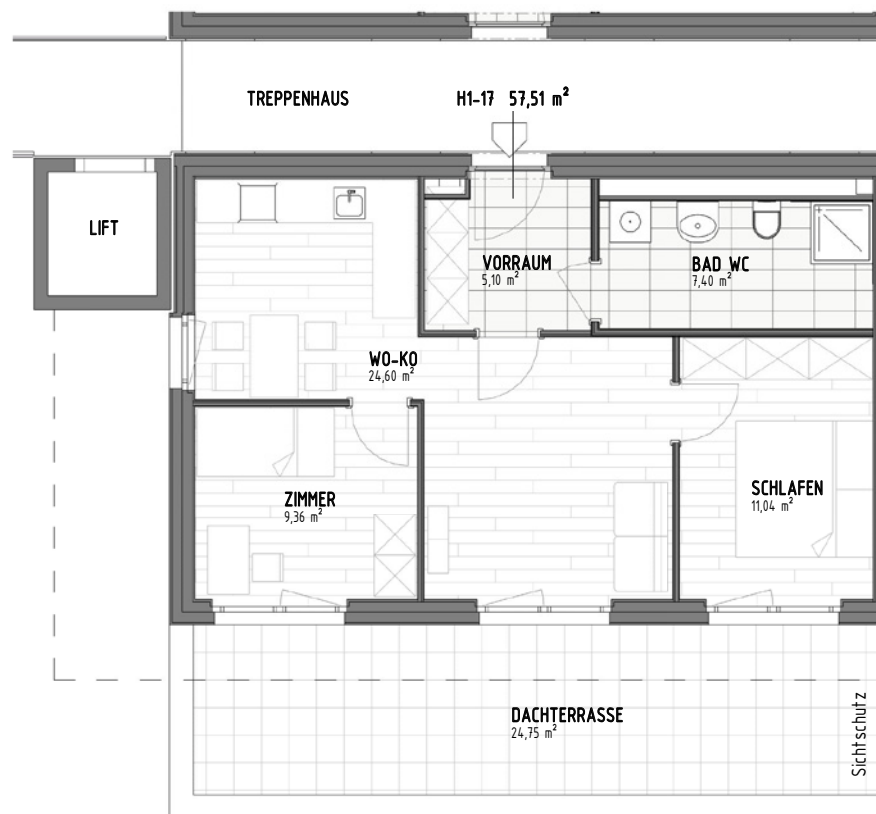 TREPPENHAUS
H1-17 57,51 m²
LIFT
VORRAUM
5,10 m²
BAD WC
7,40 m²
WO-KO
24,60 m²
ZIMMER
9,36 m²
SCHLAFEN
11,04 m²
DACHTERRASSE
24,75 m²
Sichtschutz